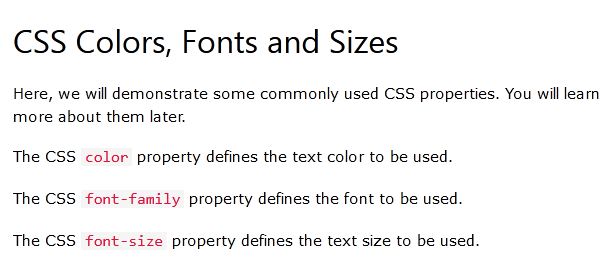 CSS Colors, Fonts and Sizes
Here, we will demonstrate some commonly used CSS properties. You will learn
more about them later.
The CSS color property defines the text color to be used.
The CSS font-family property defines the font to be used.
The CSS font-size property defines the text size to be used.